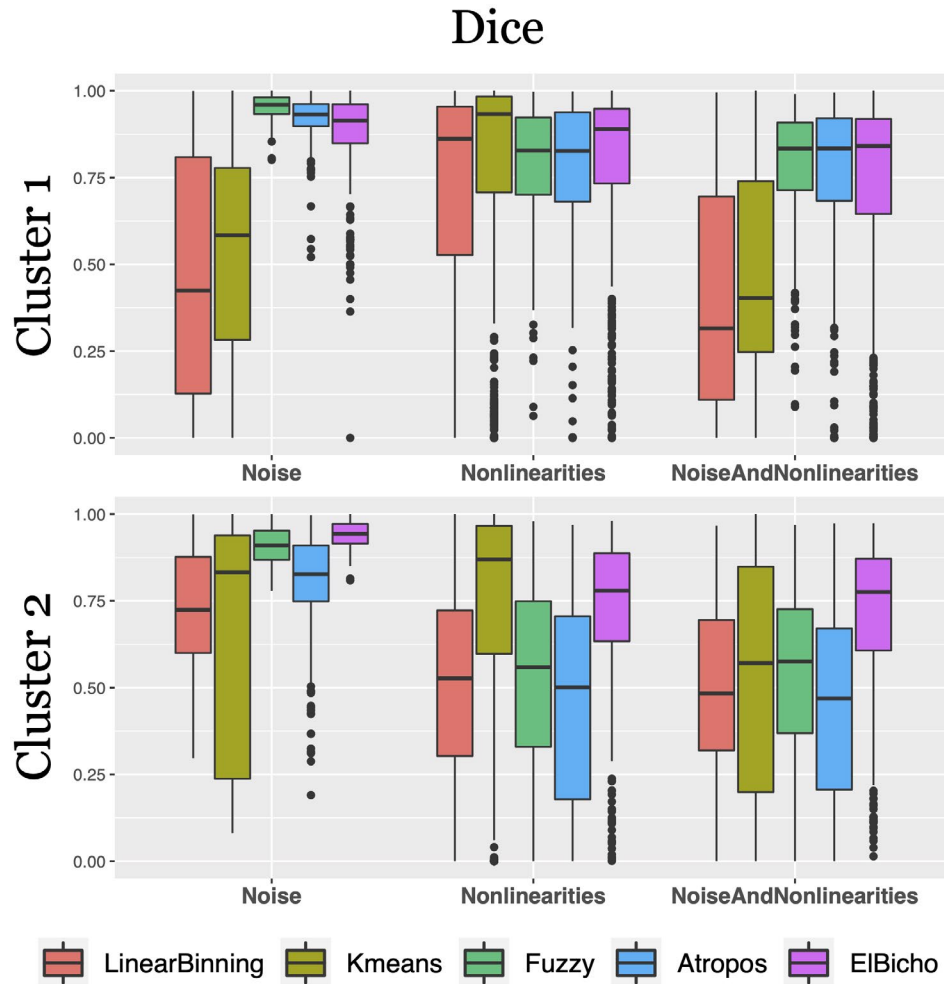 Dice
Cluster 1
1.00
0.75
0.50
0.25
0.00
Noise Nonlinearities NoiseAndNonlinearities
Cluster 2
1.00
0.75
0.50
0.25
0.00
Noise Nonlinearities NoiseAndNonlinearities
LinearBinning Kmeans Fuzzy Atropos ElBicho